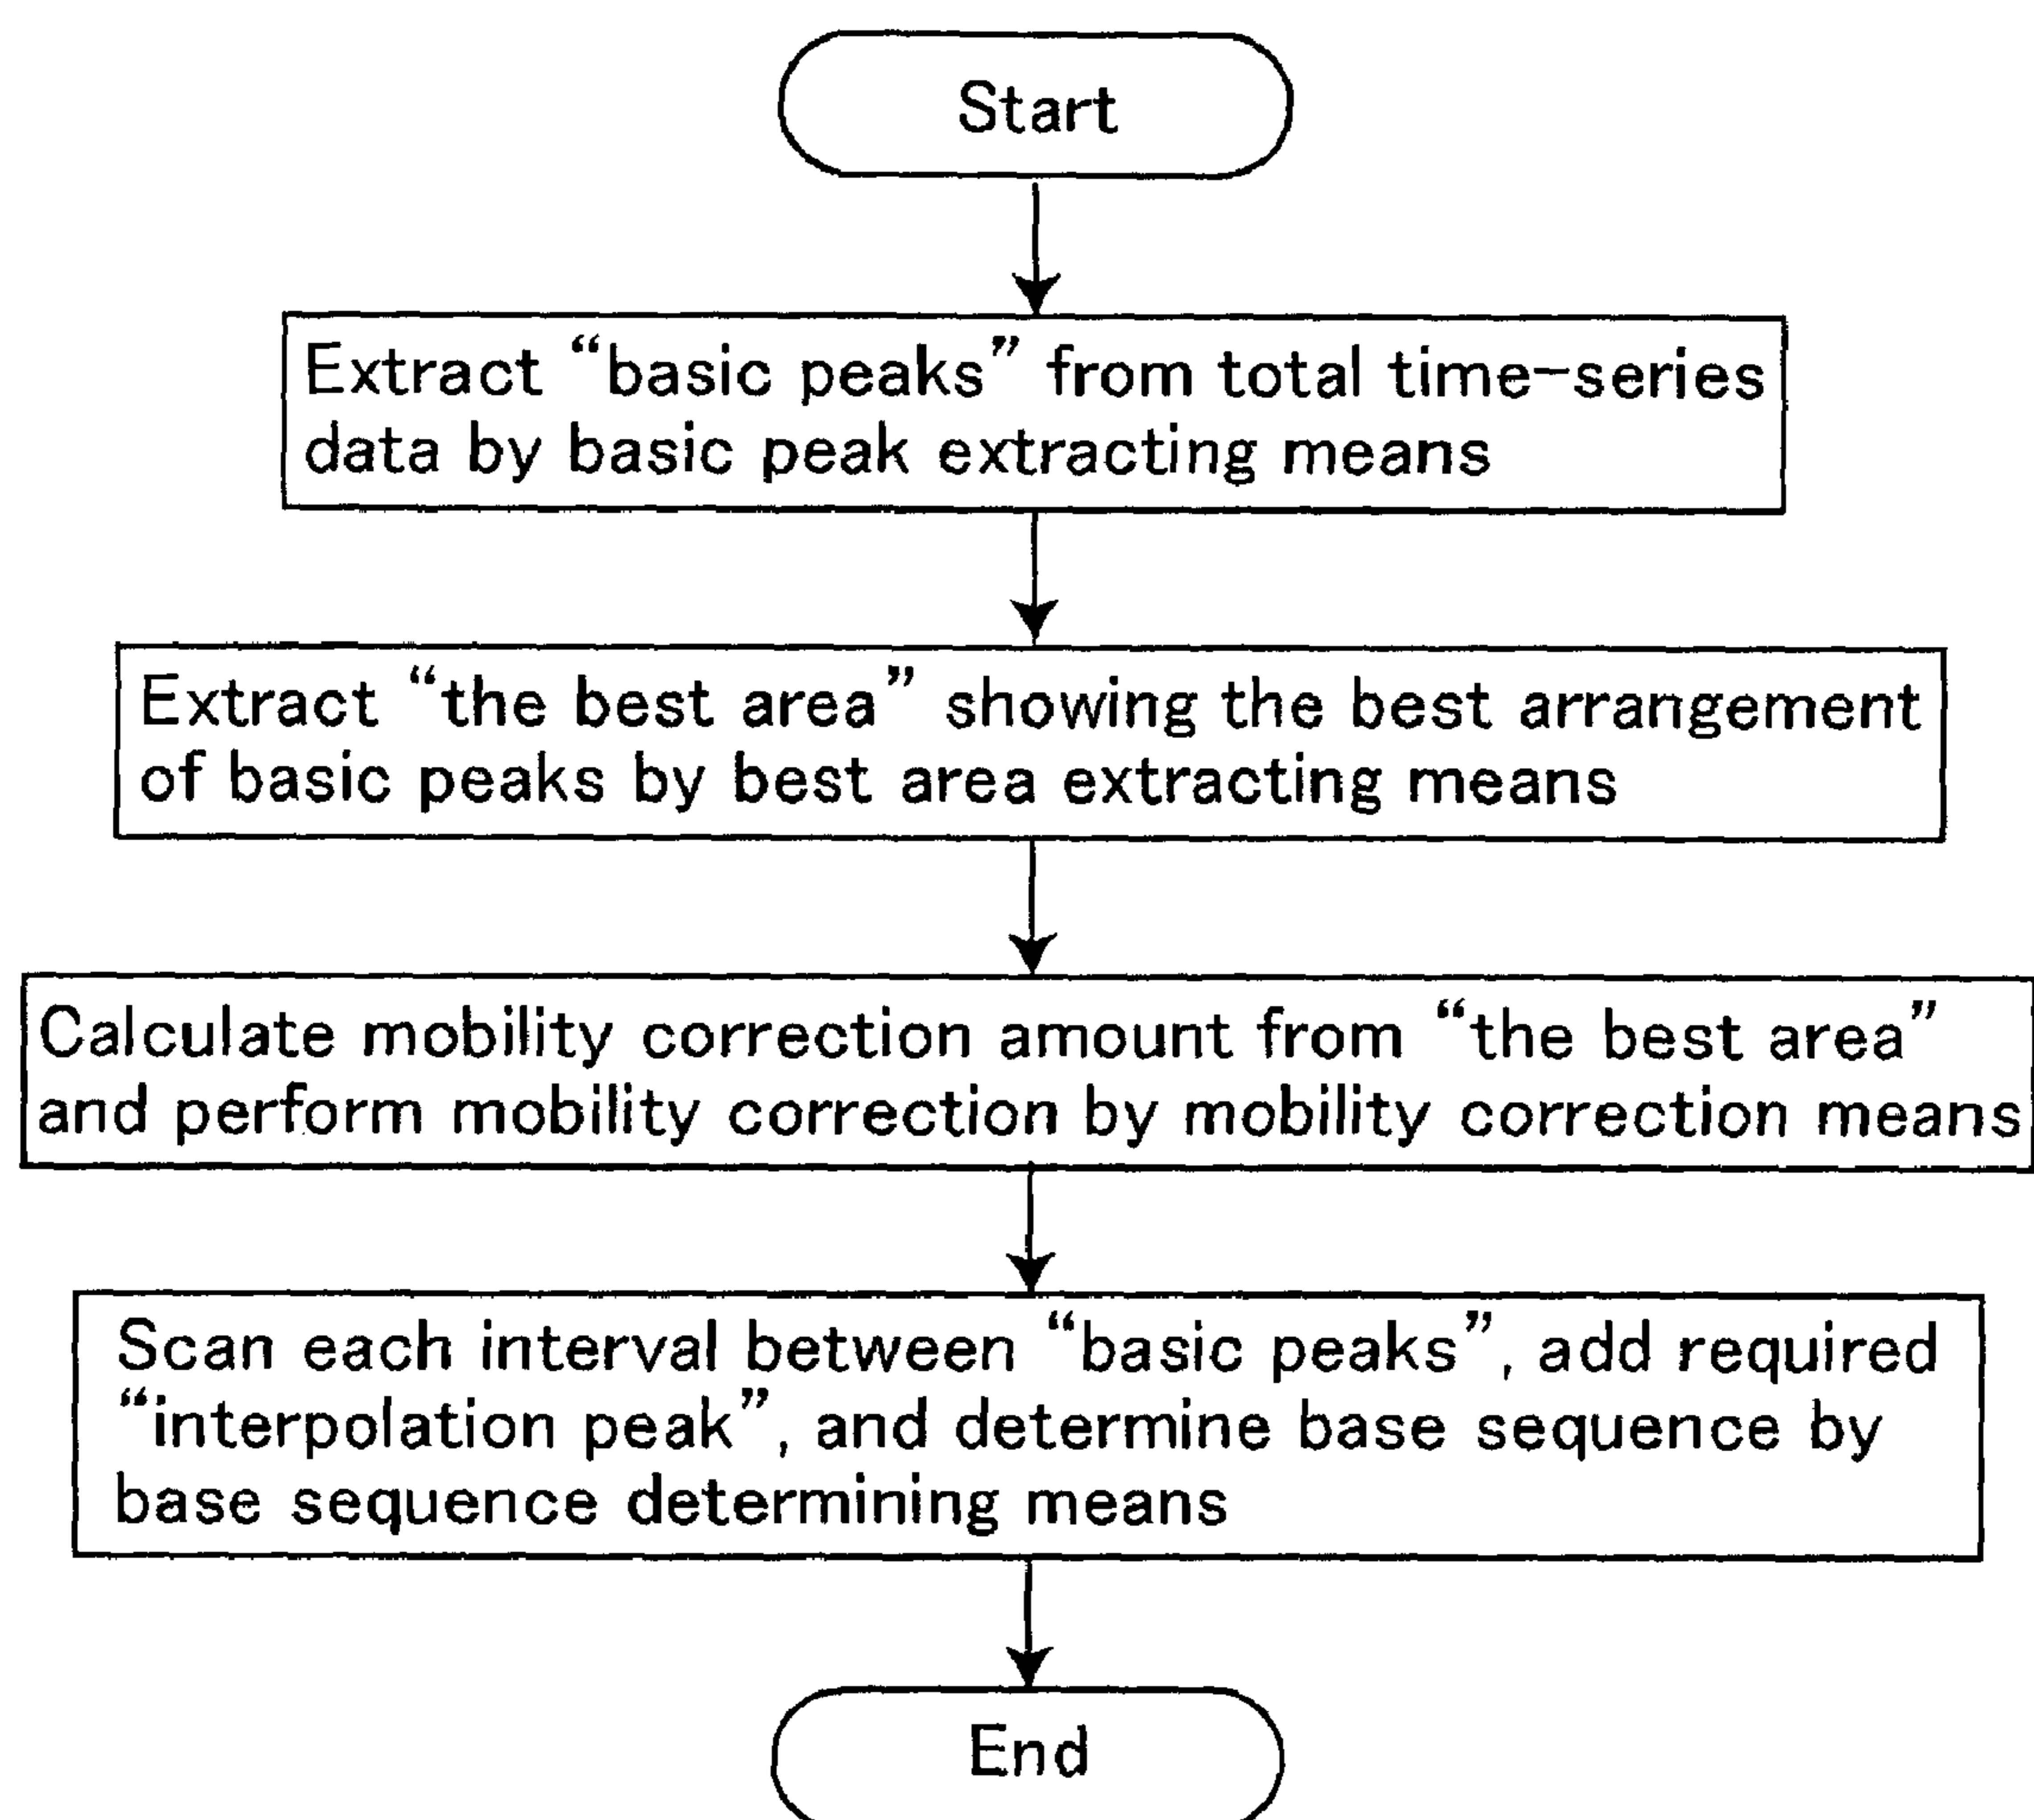 Start
Extract “basic peaks” from total time-series
data by basic peak extracting means
Extract “the best area” showing the best arrangement
of basic peaks by best area extracting means
Calculate mobility correction amount from “the best area”
and perform mobility correction by mobility correction means
Scan each interval between “basic peaks”, add required
“interpolation peak”, and determine base sequence by
base sequence determining means
End